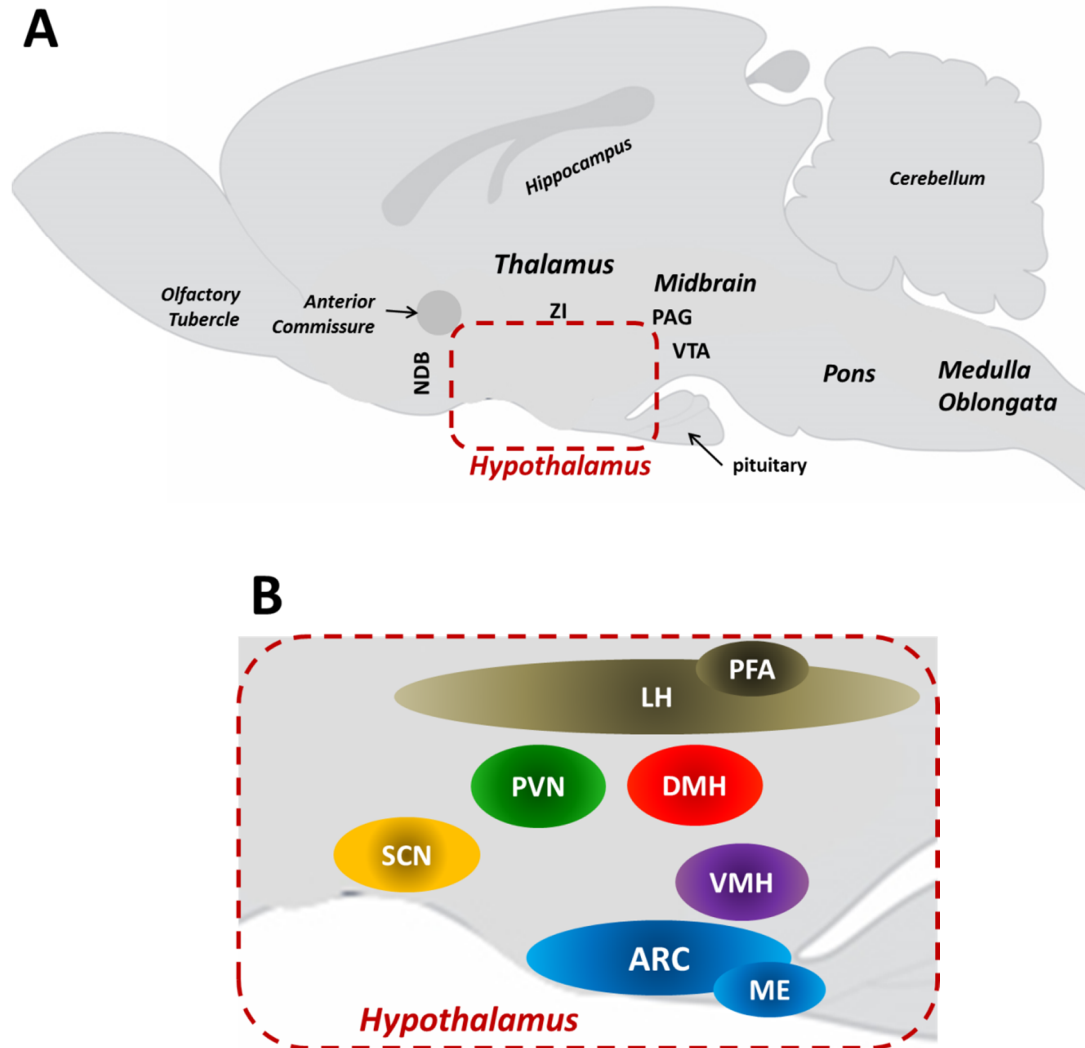 A
Hippocampus
Cerebellum
Thalamus
Midbrain
Olfactory
Tubercle
Anterior
Commissure
ZI
PAG
VTA
NDB
Pons
Medulla
Oblongata
Hypothalamus
pituitary
B
PFA
LH
PVN
DMH
SCN
VMH
ARC
ME
Hypothalamus